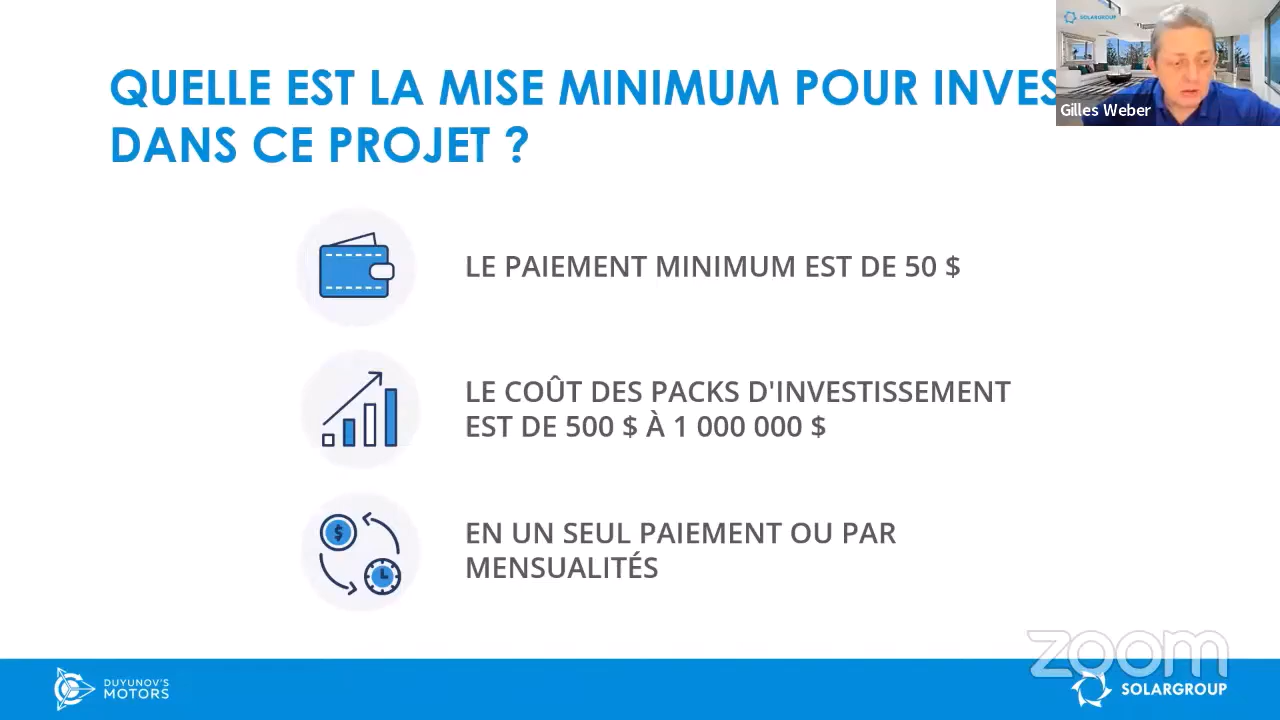 SOLARGROUP
QUELLE EST LA MISE MINIMUM POUR INVES
Gilles Weber
DANS CE PROJET ?
LE PAIEMENT MINIMUM EST DE 50 $
LE COÛT DES PACKS D'INVESTISSEMENT
EST DE 500 $ À 1 000 000 $
$
EN UN SEUL PAIEMENT OU PAR
MENSUALITÉS
zoom
DUYUNOV'S
MOTORS
SOLARGROUP